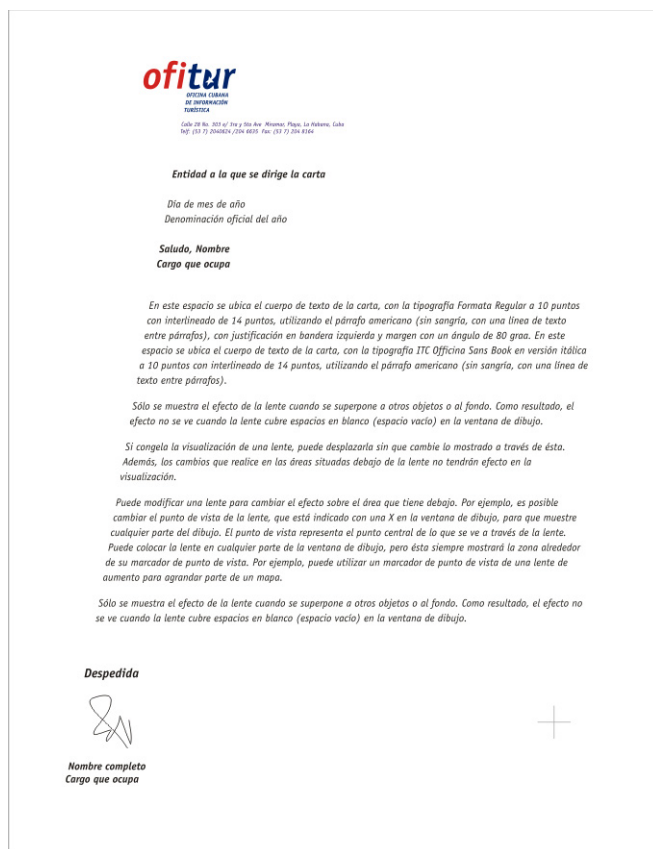 ofitur
OFICINA CUBANA
DE INFORMACIÓN
TURÍSTICA
Calle 28 No. 303 e/ 3ra y 5ta Ave Miramar. Playa, La Habana, Cuba
Telf: (53 7) 2040624 /204 6635 Fax: (53 7) 204 8164
Entidad a la que se dirige la carta
Día de mes de año
Denominación oficial del año
Saludo, Nombre
Cargo que ocupa
En este espacio se ubica el cuerpo de texto de la carta, con la tipografía Formata Regular a 10 puntos
con interlineado de 14 puntos, utilizando el párrafo americano (sin sangría, con una línea de texto
entre párrafos), con justificación en bandera izquierda y margen con un ángulo de 80 graa. En este
espacio se ubica el cuerpo de texto de la carta, con la tipografía ITC Officina Sans Book en versión itálica
a 10 puntos con interlineado de 14 puntos, utilizando el párafo americano (sin sangría, con una línea de
texto entre párrafos).
Sólo se muestra el efecto de la lente cuando se superpone a otros objetos o al fondo. Como resultado, el
efecto no se ve cuando la lente cubre espacios en blanco (espacio vacío) en la ventana de dibujo.
Si congela la visualización de una lente, puede desplazarla sin que cambie lo mostrado a través de ésta.
Además, los cambios que realice en las áreas situadas debajo de la lente no tendrán efecto en la
visualización.
Puede modificar una lente para cambiar el efecto sobre el área que tiene debajo. Por ejemplo, es posible
cambiar el punto de vista de la lente, que está indicado con una X en la ventana de dibujo, para que muestre
cualquier parte del dibujo. El punto de vista representa el punto central de lo que se ve a través de la lente.
Puede colocar la lente en cualquier parte de la ventana de dibujo, pero ésta siempre mostrará la zona alrededor
de su marcador de punto de vista. Por ejemplo, puede utilizar un marcador de punto de vista de una lente de
aumento para agrandar parte de un mapa.
Sólo se muestra el efecto de la lente cuando se superpone a otros objetos o al fondo. Como resultado, el efecto no
se ve cuando la lente cubre espacios en blanco (espacio vacío) en la ventana de dibujo.
Despedida
Nombre completo
Cargo que ocupa